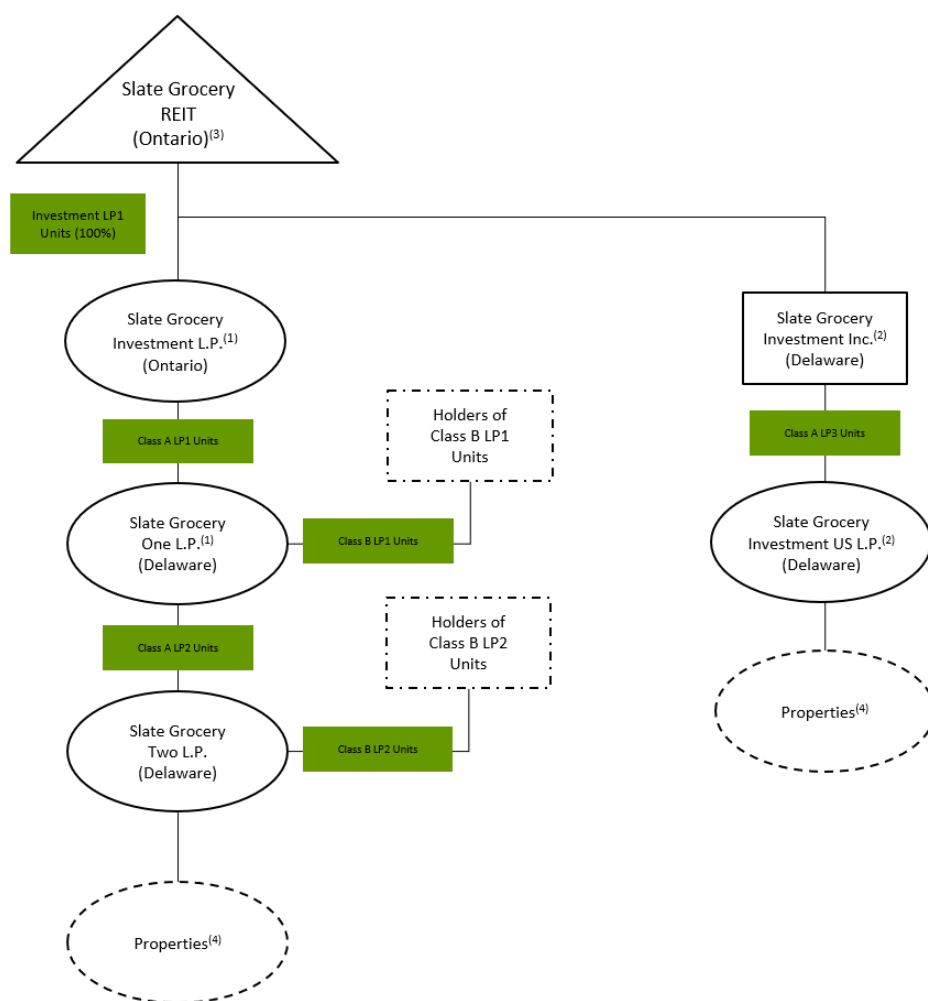 Slate Grocery
REIT
(Ontario)(3)
Investment LP1
Units (100%)
Slate Grocery
Investment L.P.(1)
(Ontario)
Slate Grocery
Investment Inc.(2)
(Delaware)
Class A LP1 Units
Holders of
Class B LP1
Units
Class A LP3 Units
Slate Grocery
One L.P.(1)
(Delaware)
Class B LP1 Units
Slate Grocery
Investment US L.P.(2)
(Delaware)
Class A LP2 Units
Holders of
Class B LP2
Units
Slate Grocery
Two L.P.
(Delaware)
Class B LP2 Units
Properties(4)
Properties(4)